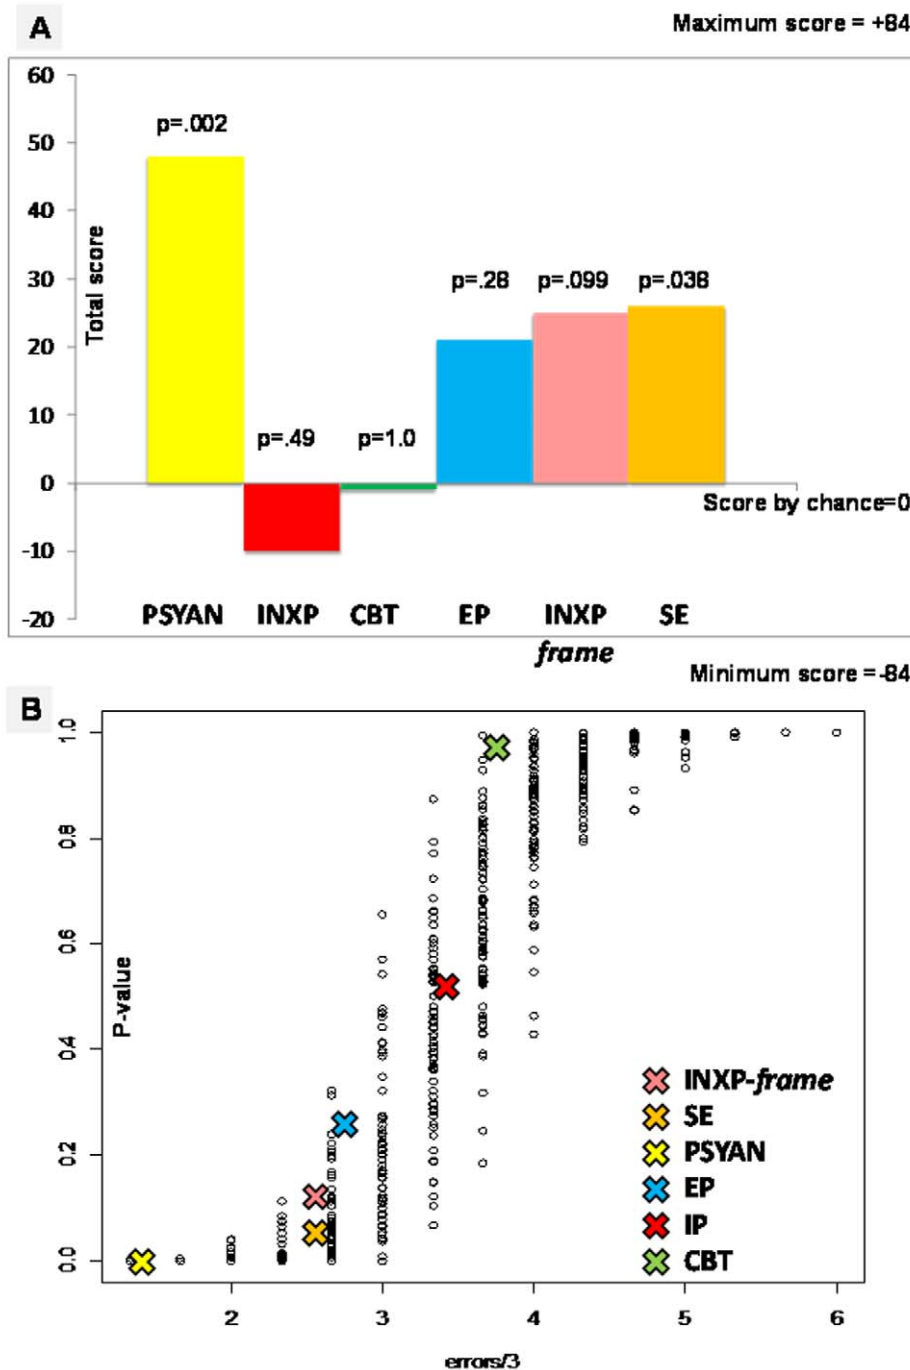 A
Maximum score = +84
60
50
40
30
20
10
0
-10
-20
Total score
p=.002
p=.49
p=1.0
p=.28
p=.099
p=.038
Score by chance=0
PSYAN INXP CBT EP INXP SE
frame
Minimum score =-84
B
1.0
0.8
0.6
0.4
0.2
0.0
P-value
INXP-frame
SE
PSYAN
EP
IP
CBT
2 3 4 5 6
errors/3